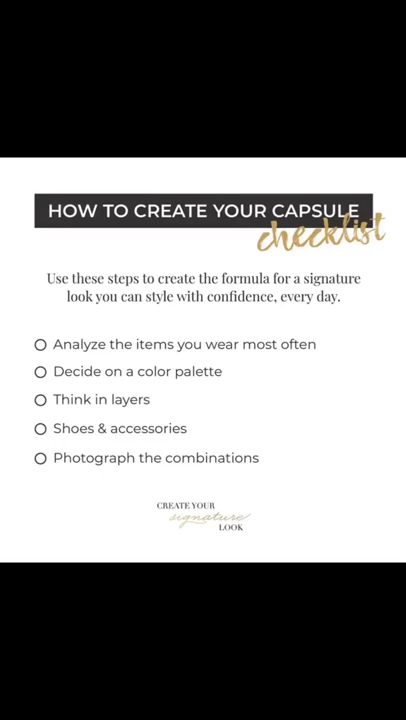 HOW TO CREATE YOUR CAPSULE
checklist
Use these steps to create the formula for a signature
look you can style with confidence, every day.
Analyze the items you wear most often
Decide on a color palette
Think in layers
Shoes & accessories
Photograph the combinations
CREATE YOUR
signature
LOOK